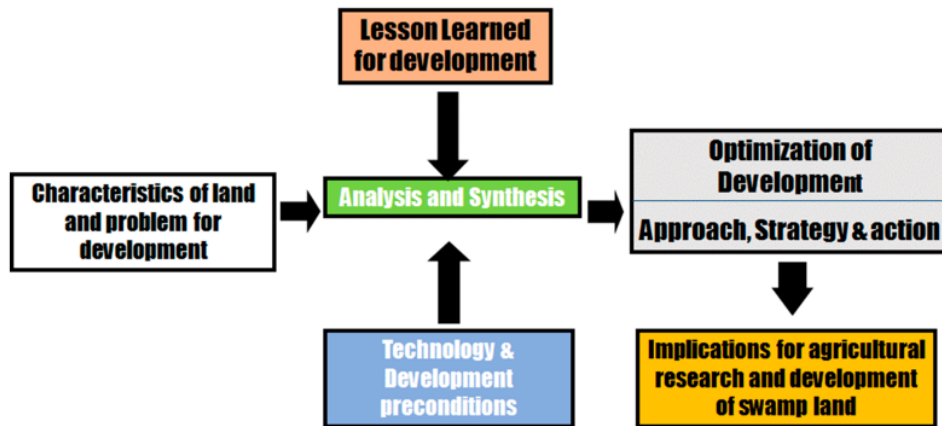 Lesson Learned
for development
Characteristics of land
and problem for
development
Analysis and Synthesis
Optimization of
Development
Approach, Strategy & action
Technology &
Development
preconditions
Implications for agricultural
research and development
of swamp land